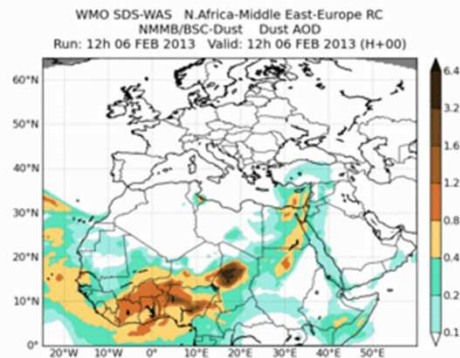 WMO SDS-WAS N.Africa-Middle East-Europe RC
NMMB/BSC-Dust Dust AOD
Run: 12h 06 FEB 2013 Valid: 12h 06 FEB 2013 (H+00)
60°N
50°N
40°N
30°N
20°N
10°N
0°
20°W
10°W
0°
10°E
20°E
30°E
40°E
50°E
6.4
3.2
1.6
1.2
0.8
0.4
0.2
0.1